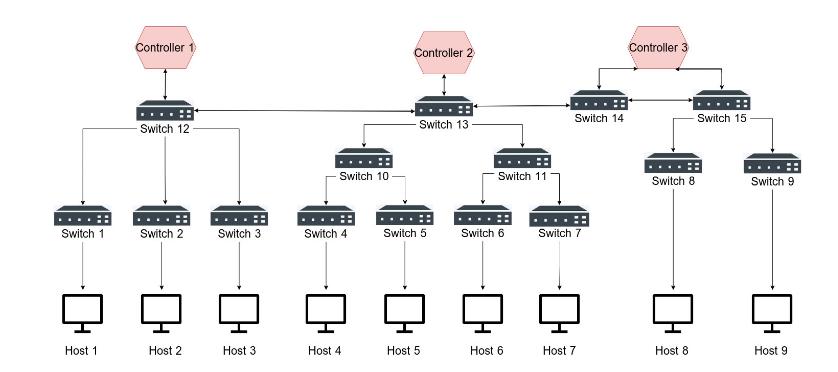 Controller 1
Controller 2
Controller 3
Switch 12
Switch 13
Switch 14
Switch 15
Switch 10
Switch 11
Switch 8
Switch 9
Switch 1
Switch 2
Switch 3
Switch 4
Switch 5
Switch 6
Switch 7
Host 1
Host 2
Host 3
Host 4
Host 5
Host 6
Host 7
Host 8
Host 9